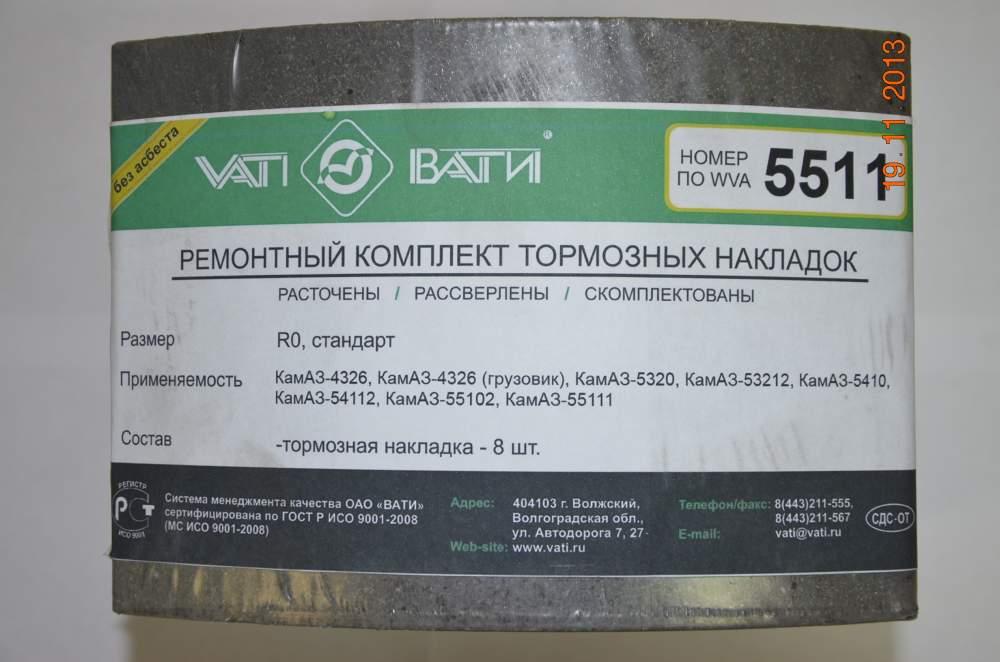 без асбеста
VATI ВАТИ ®
НОМЕР
ПО WVA 5511
19 11 2013
РЕМОНТНЫЙ КОМПЛЕКТ ТОРМОЗНЫХ НАКЛАДОК
РАСТОЧЕНЫ / РАССВЕРЛЕНЫ / СКОМПЛЕКТОВАНЫ
Размер R0, стандарт
Применяемость КамАЗ-4326, КамАЗ-4326 (грузовик), КамАЗ-5320, КамАЗ-53212, КамАЗ-5410,
КамАЗ-54112, КамАЗ-55102, КамАЗ-55111
Состав -тормозная накладка - 8 шт.
РЕГИСТР
РСТ
ИСО 9001
Система менеджмента качества ОАО «ВАТИ»
сертифицирована по ГОСТ Р ИСО 9001-2008
(МС ИСО 9001-2008)
Адрес: 404103 г. Волжский,
Волгоградская обл.,
ул. Автодорога 7, 27
Web-site: www.vati.ru
Телефон/факс: 8(443)211-555,
8(443)211-567
E-mail: vati@vati.ru
СДС-ОТ